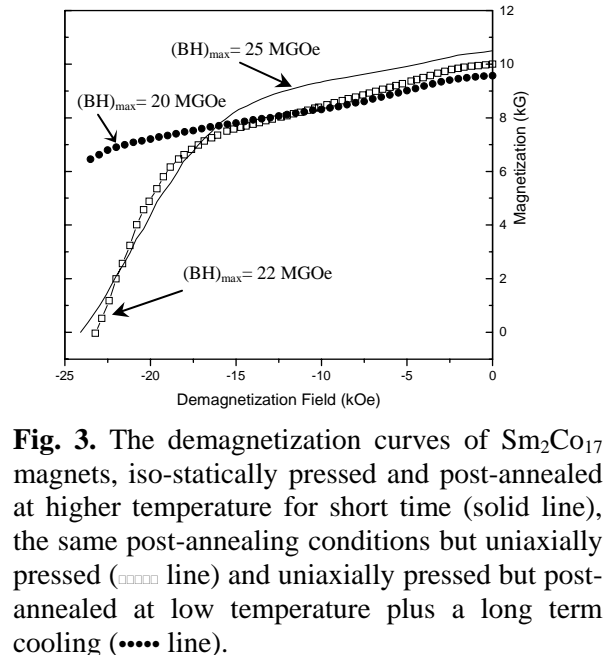 12
10
8
6
4
2
0
Magnetization (kG)
(BH)max= 25 MGOe
(BH)max= 20 MGOe
(BH)max= 22 MGOe
-25 -20 -15 -10 -5 0
Demagnetization Field (kOe)
Fig. 3. The demagnetization curves of Sm2Co17
magnets, iso-statically pressed and post-annealed
at higher temperature for short time (solid line),
the same post-annealing conditions but uniaxially
pressed (□□□□□ line) and uniaxially pressed but post-
annealed at low temperature plus a long term
cooling (••••• line).